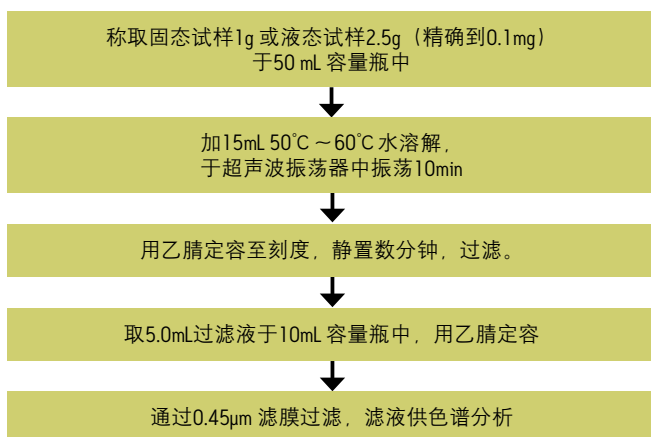 称取固态试样1g 或液态试样2.5g（精确到0.1mg）
于50 mL 容量瓶中
加15mL 50℃～60℃ 水溶解，
于超声波振荡器中振荡10min
用乙腈定容至刻度，静置数分钟，过滤。
取5.0mL过滤液于10mL 容量瓶中，用乙腈定容
通过0.45μm 滤膜过滤，滤液供色谱分析